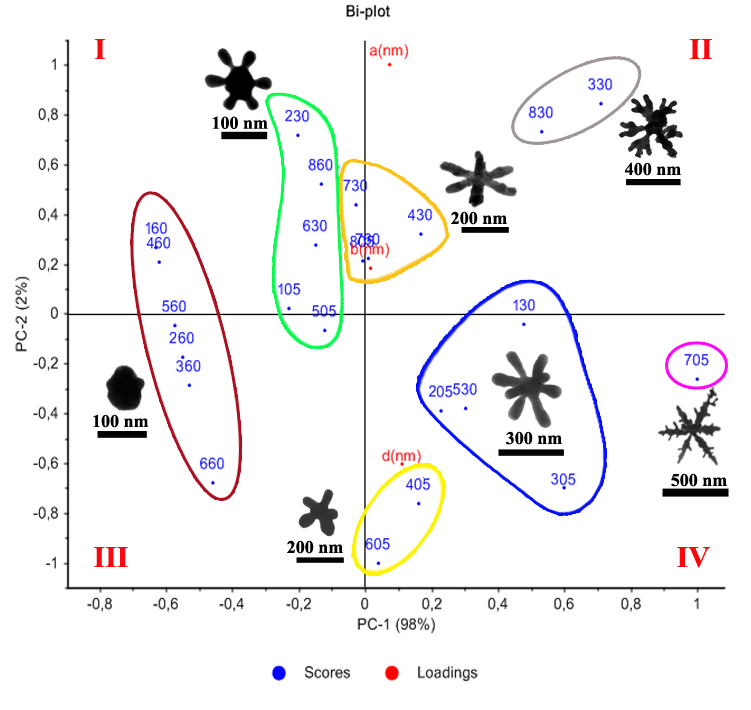 Bi-plot
I
II
a(nm)
1
330
830
0,8
230
100 nm
400 nm
860
0,6
730
200 nm
430
0,4
630
160
460
b(nm)
0,2
105
505
130
560
0
260
360
705
-0,2
205
530
-0,4
100 nm
300 nm
d(nm)
-0,6
660
405
305
500 nm
-0,8
605
200 nm
-1
III
IV
PC-2 (2%)
-0,8
-0,6
-0,4
-0,2
0
0,2
0,4
0,6
0,8
1
PC-1 (98%)
Scores
Loadings